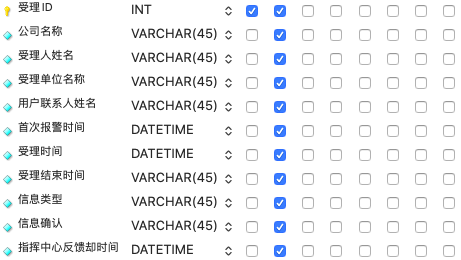 受理ID INT
公司名称 VARCHAR(45)
受理人姓名 VARCHAR(45)
受理单位名称 VARCHAR(45)
用户联系人姓名 VARCHAR(45)
首次报警时间 DATETIME
受理时间 DATETIME
受理结束时间 VARCHAR(45)
信息类型 VARCHAR(45)
信息确认 VARCHAR(45)
指挥中心反馈却时间 DATETIME